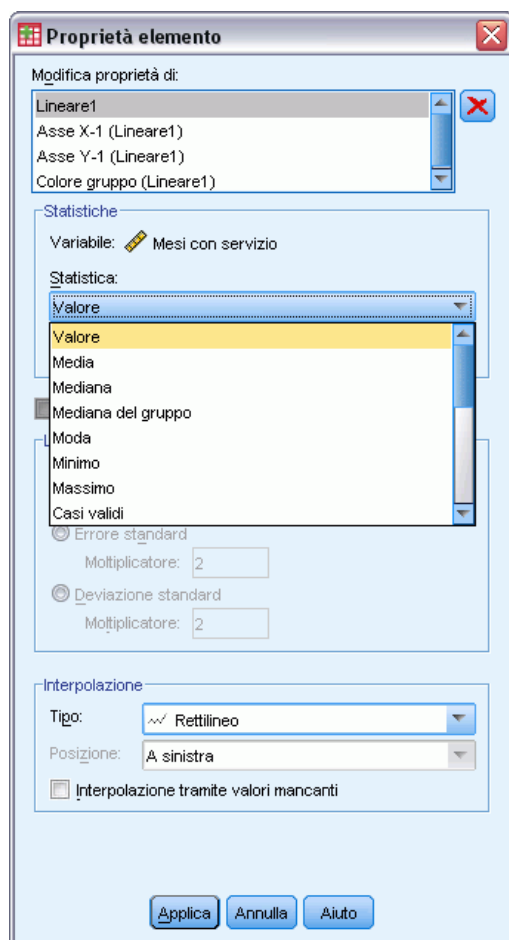 Proprietà elemento
Modifica proprietà di:
Lineare1
Asse X-1 (Lineare1)
Asse Y-1 (Lineare1)
Colore gruppo (Lineare1)
Statistiche
Variabile: Mesi con servizio
Statistica:
Valore
Valore
Media
Mediana
Mediana del gruppo
Moda
Minimo
Massimo
Casi validi
Errore standard
Moltiplicatore: 2
Deviazione standard
Moltiplicatore: 2
Interpolazione
Tipo: Rettilineo
Posizione: A sinistra
Interpolazione tramite valori mancanti
Applica Annulla Aiuto